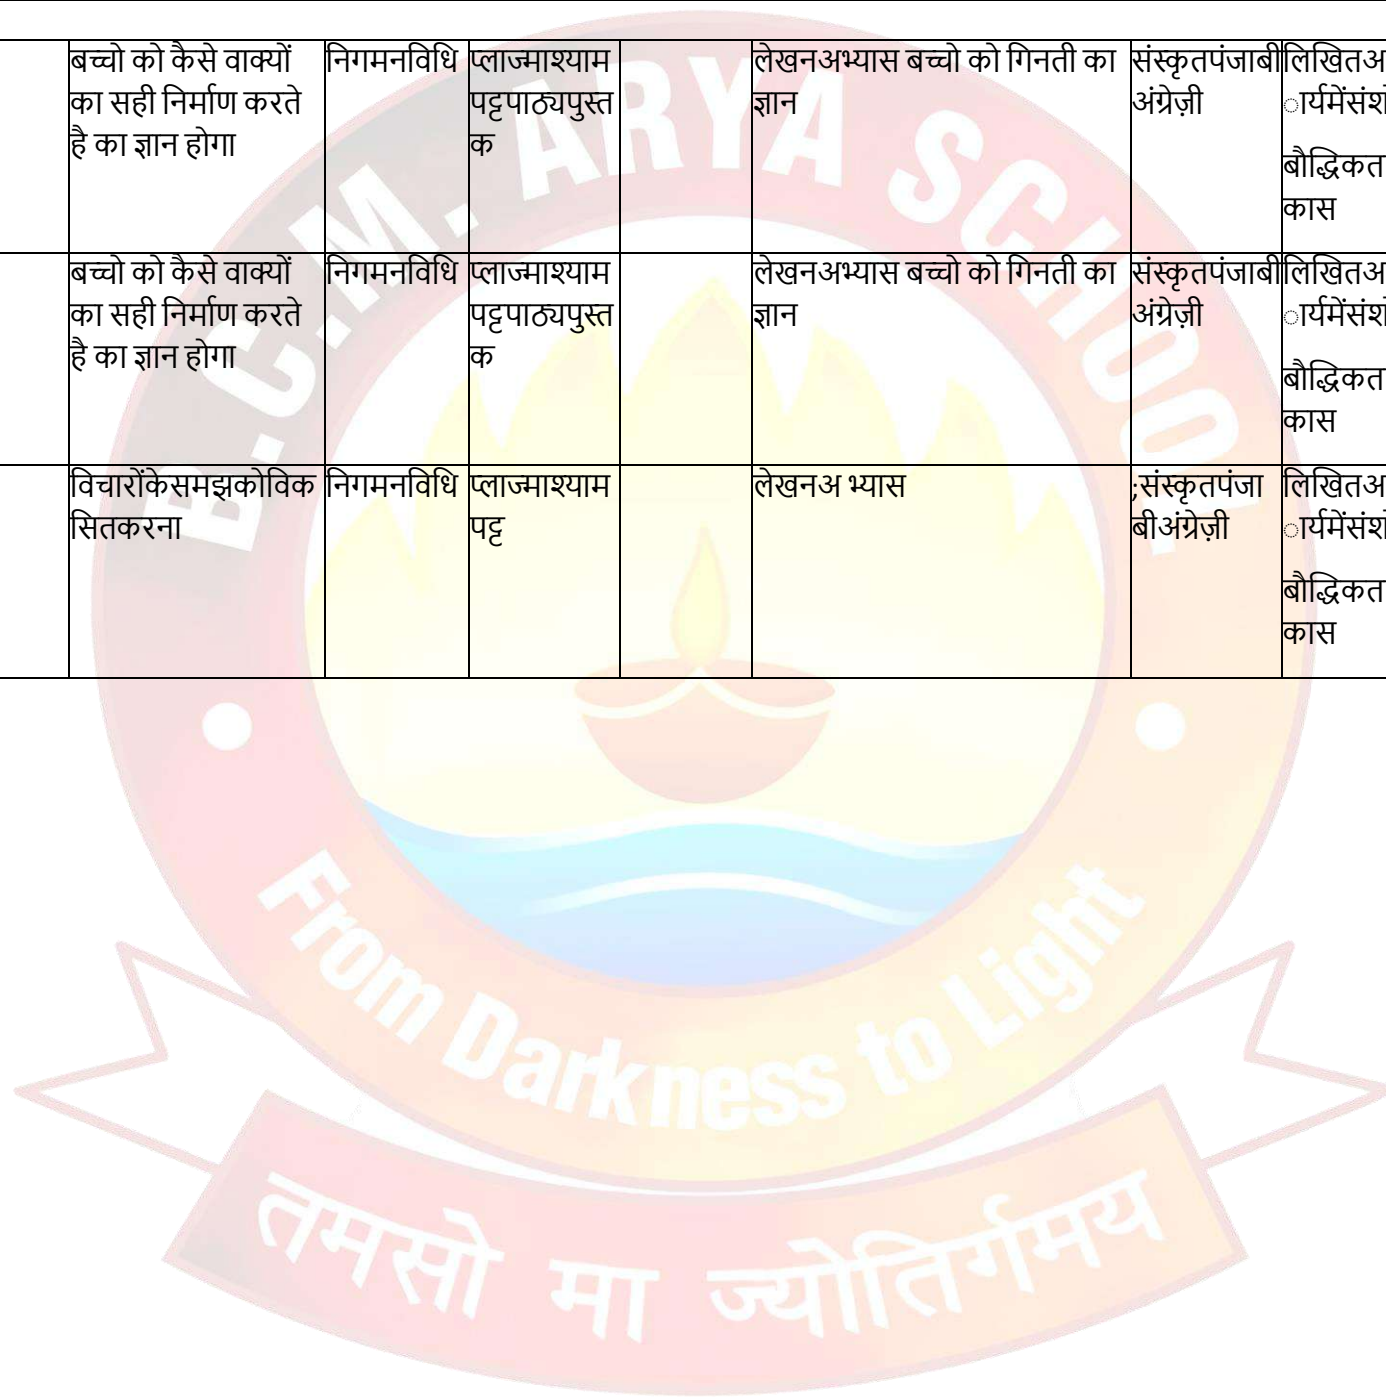 बच्चो को कैसे वाक्यों
का सही निर्माण करते
है का ज्ञान होगा
निगमनविधि
प्लाज्माश्याम
पट्टपाठ्यपुस्त
क
लेखनअभ्यास बच्चो को गिनती का
ज्ञान
संस्कृतपंजाबी
अंग्रेज़ी
लिखितअ
ार्यमेंसंशो
बौद्धिकत
कास
बच्चो को कैसे वाक्यों
का सही निर्माण करते
है का ज्ञान होगा
निगमनविधि
प्लाज्माश्याम
पट्टपाठ्यपुस्त
क
लेखनअभ्यास बच्चो को गिनती का
ज्ञान
संस्कृतपंजाबी
अंग्रेज़ी
लिखितअ
ार्यमेंसंशो
बौद्धिकत
कास
विचारोंकेसमझकोविक
सितकरना
निगमनविधि
प्लाज्माश्याम
पट्ट
लेखनअ भ्यास
;संस्कृतपंजा
बीअंग्रेज़ी
लिखितअ
ार्यमेंसंशो
बौद्धिकत
कास
B.C.M. ARYA SCHOOL
From Darkness to Light
तमसो मा ज्योतिर्गमय